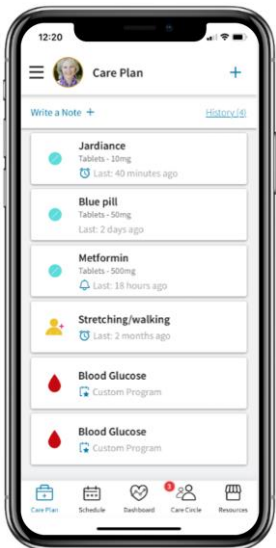 12:20
Care Plan +
Write a Note + History (4)
Jardiance
Tablets - 10mg
Last: 40 minutes ago
Blue pill
Tablets - 50mg
Last: 2 days ago
Metformin
Tablets - 500mg
Last: 18 hours ago
Stretching/walking
Last: 2 months ago
Blood Glucose
Custom Program
Blood Glucose
Custom Program
3
Care Plan Schedule Dashboard Care Circle Resources